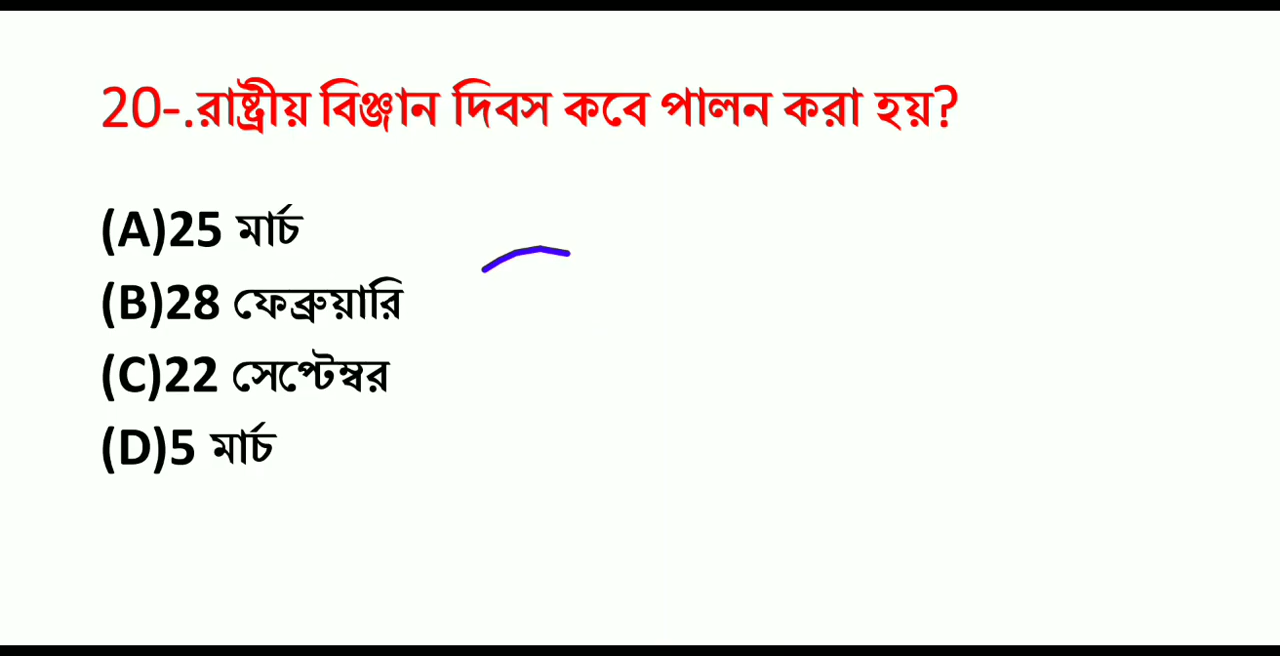 20-.রাষ্ট্রীয় বিঞ্জান দিবস কবে পালন করা হয়?
(A)25 মার্চ
(B)28 ফেব্রুয়ারি
(C)22 সেপ্টেম্বর
(D)5 মার্চ